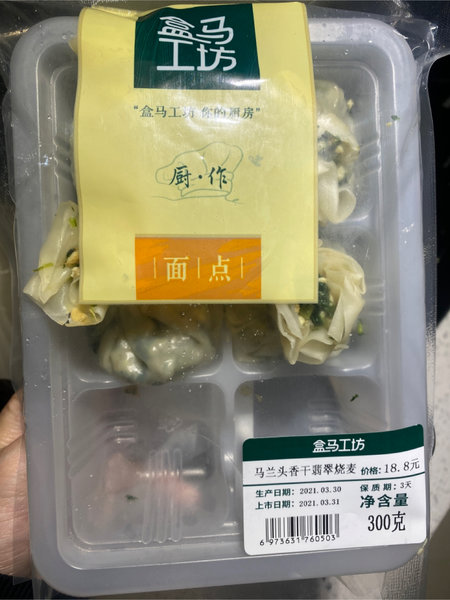 盒马
工坊
“盒马工坊 你的厨房”
厨·作
面点
盒马工坊
马兰头香干翡翠烧麦 价格:18.8元
生产日期: 2021.03.30 保质期: 3天
上市日期: 2021.03.31 净含量
300克
6973631760503